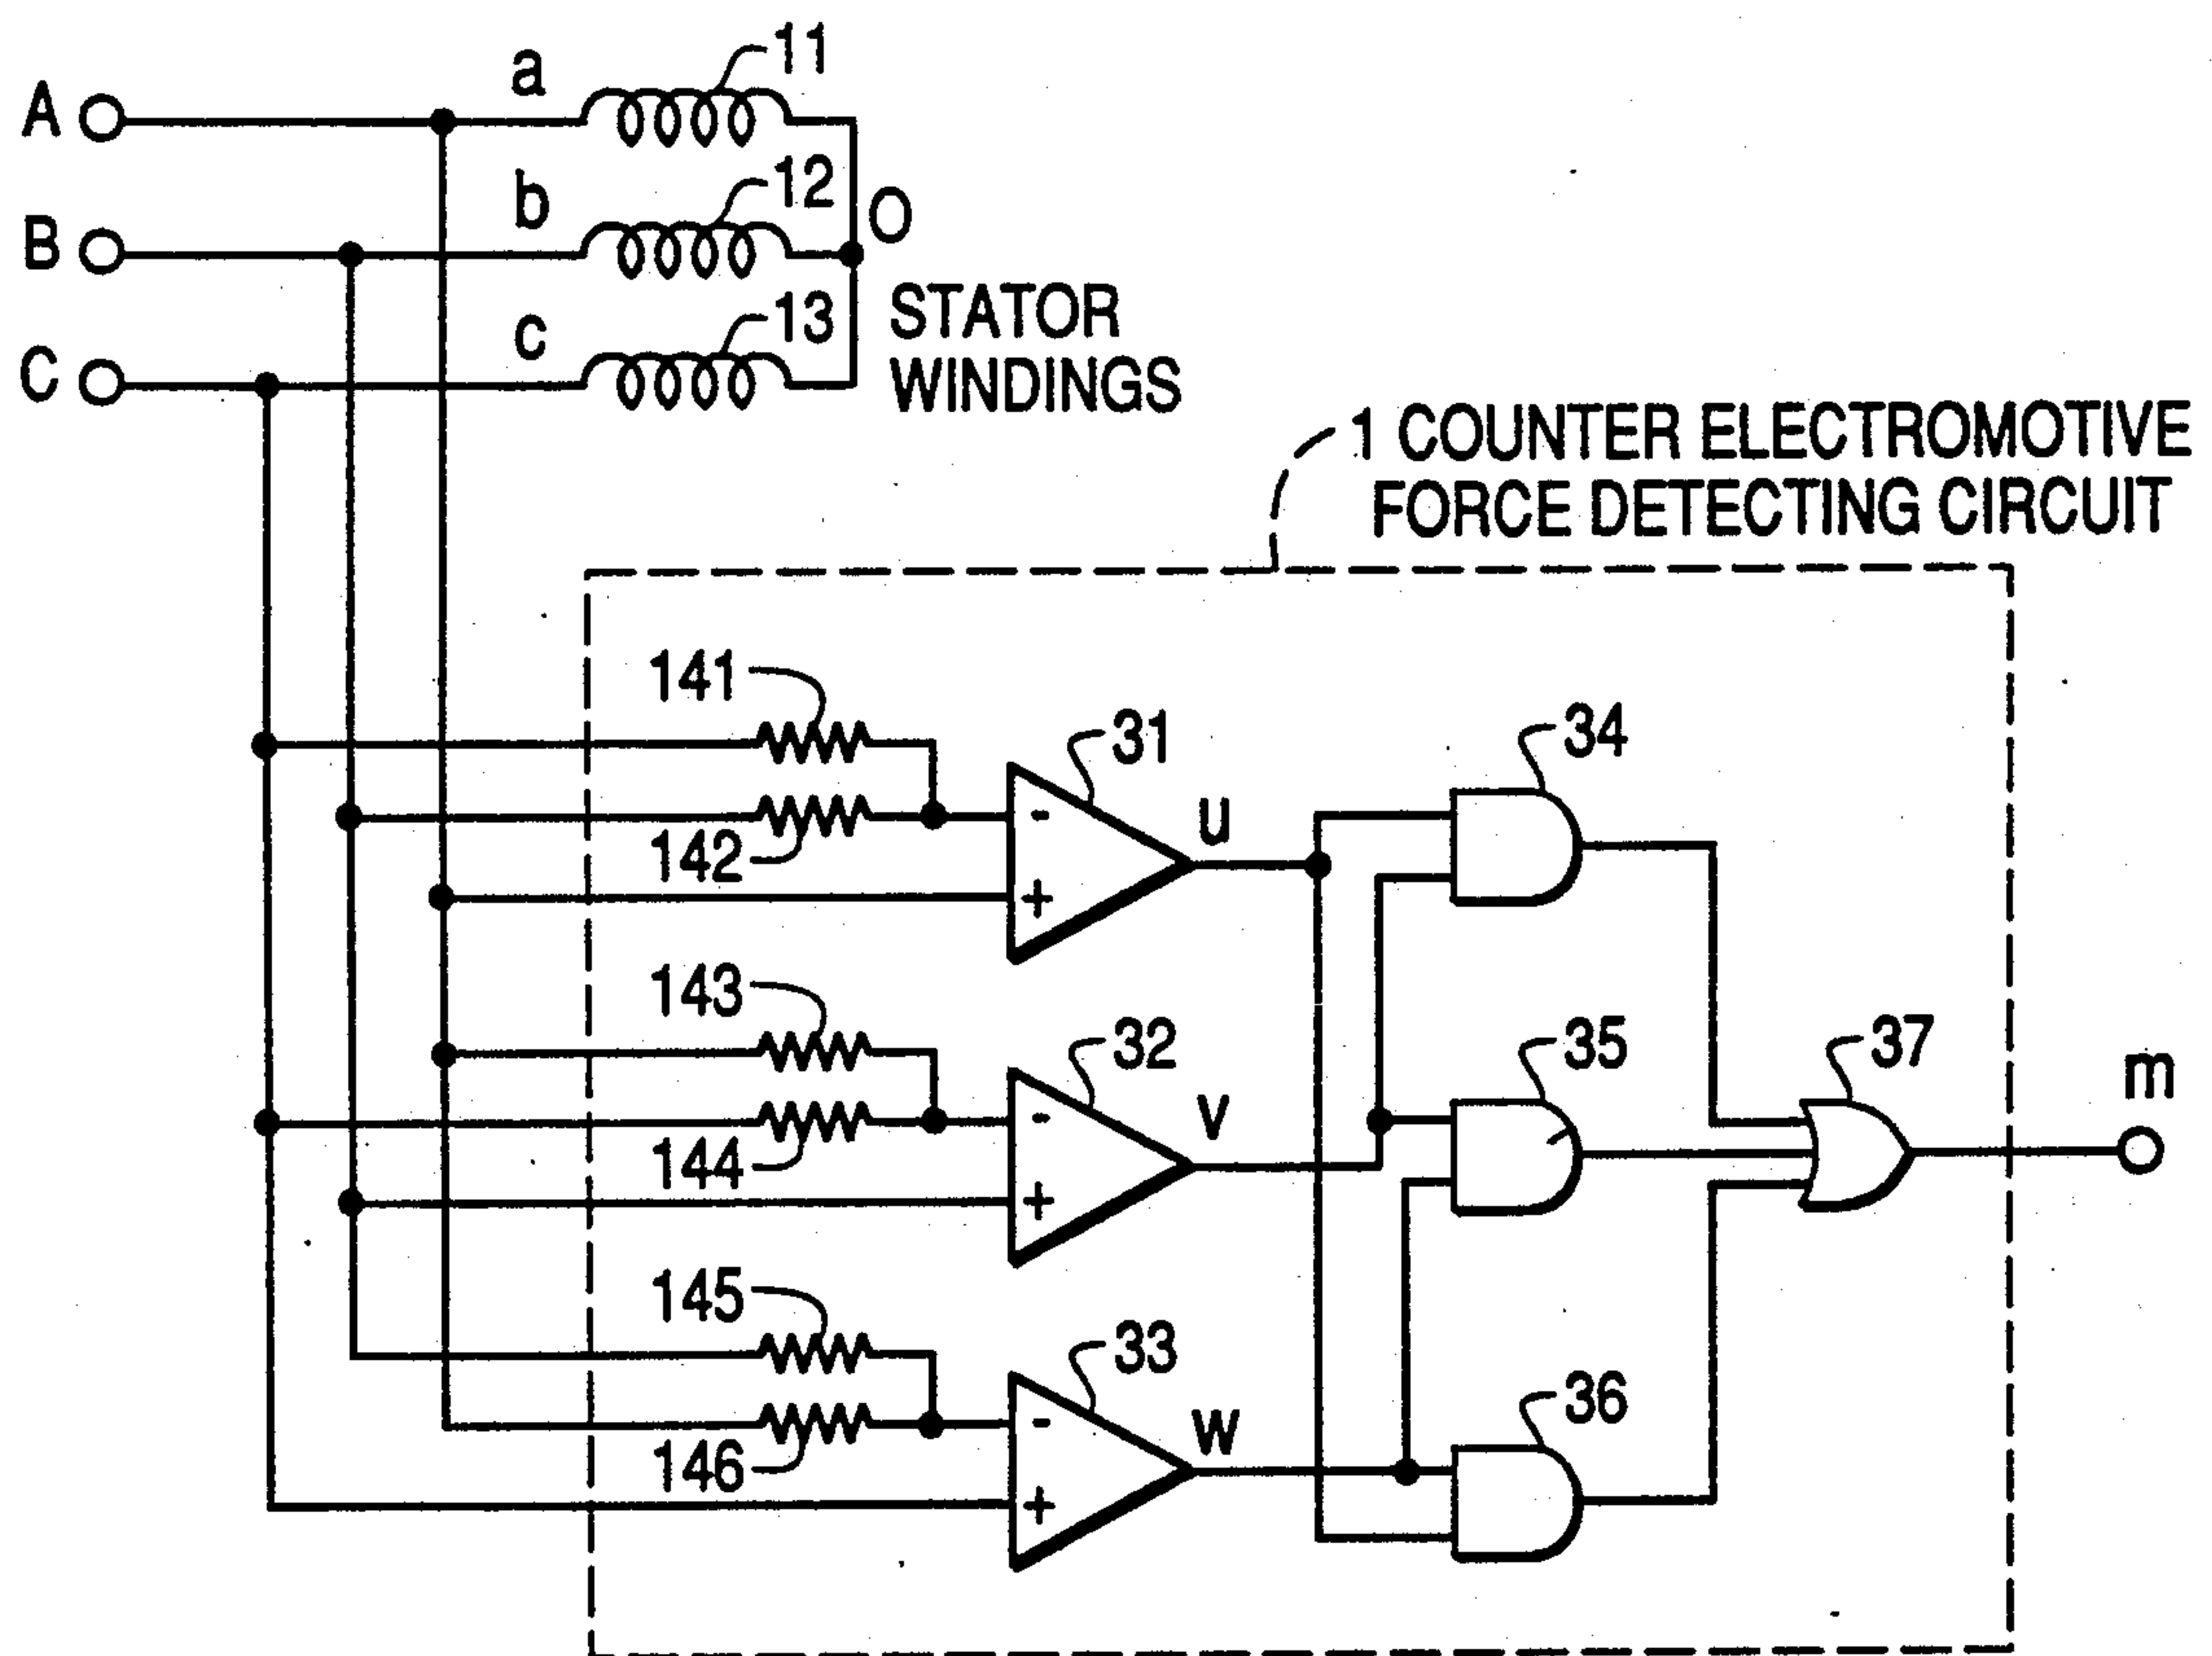 A
a
11
B
b
12
O
C
c
13
STATOR
WINDINGS
1 COUNTER ELECTROMOTIVE
FORCE DETECTING CIRCUIT
141
142
-
+
31
u
34
143
144
-
+
32
v
35
37
m
145
146
-
+
33
w
36